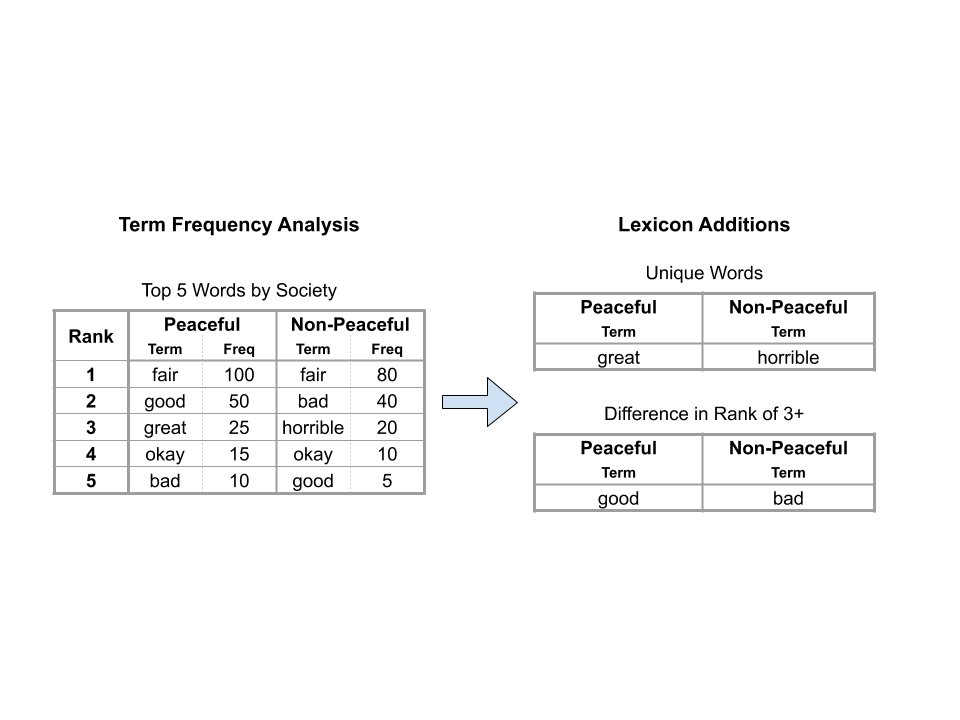 Term Frequency Analysis
Top 5 Words by Society
Rank Peaceful Non-Peaceful
Term Freq Term Freq
1 fair 100 fair 80
2 good 50 bad 40
3 great 25 horrible 20
4 okay 15 okay 10
5 bad 10 good 5
Lexicon Additions
Unique Words
Peaceful Non-Peaceful
Term Term
great horrible
Difference in Rank of 3+
Peaceful Non-Peaceful
Term Term
good bad